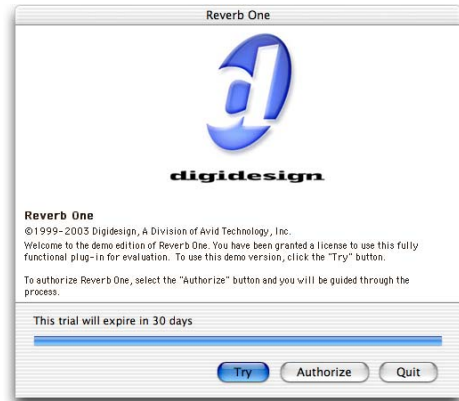 Reverb One
digidesign
Reverb One
©1999-2003 Digidesign, A Division of Avid Technology, Inc.
Welcome to the demo edition of Reverb One. You have been granted a license to use this fully
functional plug-in for evaluation. To use this demo version, click the "Try" button.
To authorize Reverb One, select the "Authorize" button and you will be guided through the
process.
This trial will expire in 30 days
Try Authorize Quit